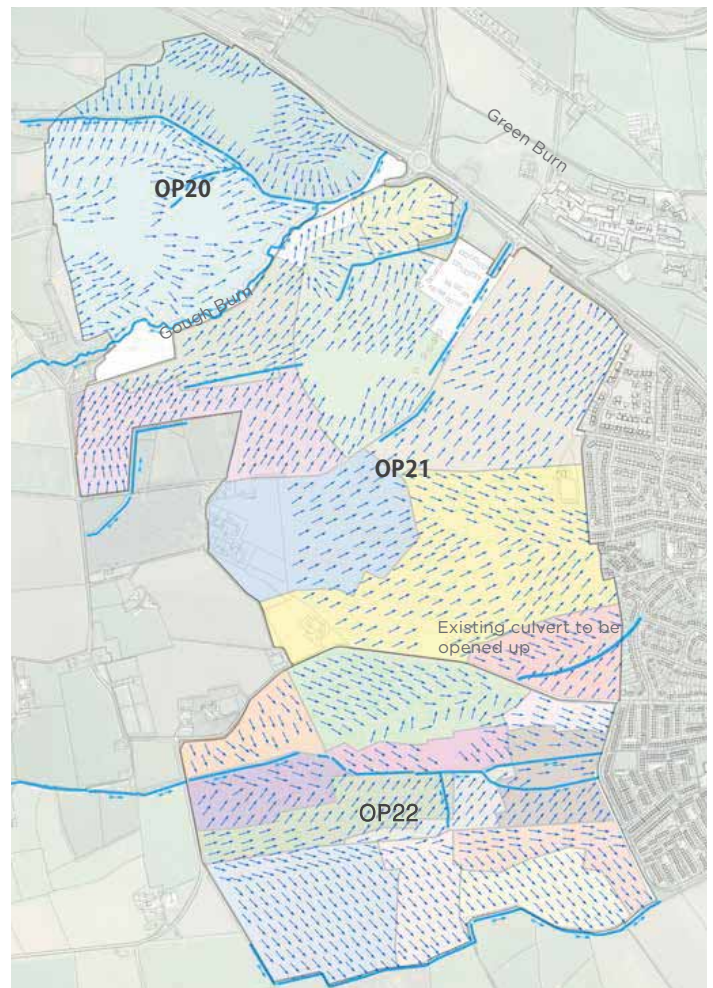 Green Burn
OP20
Gough Burn
OP21
Existing culvert to be
opened up
OP22